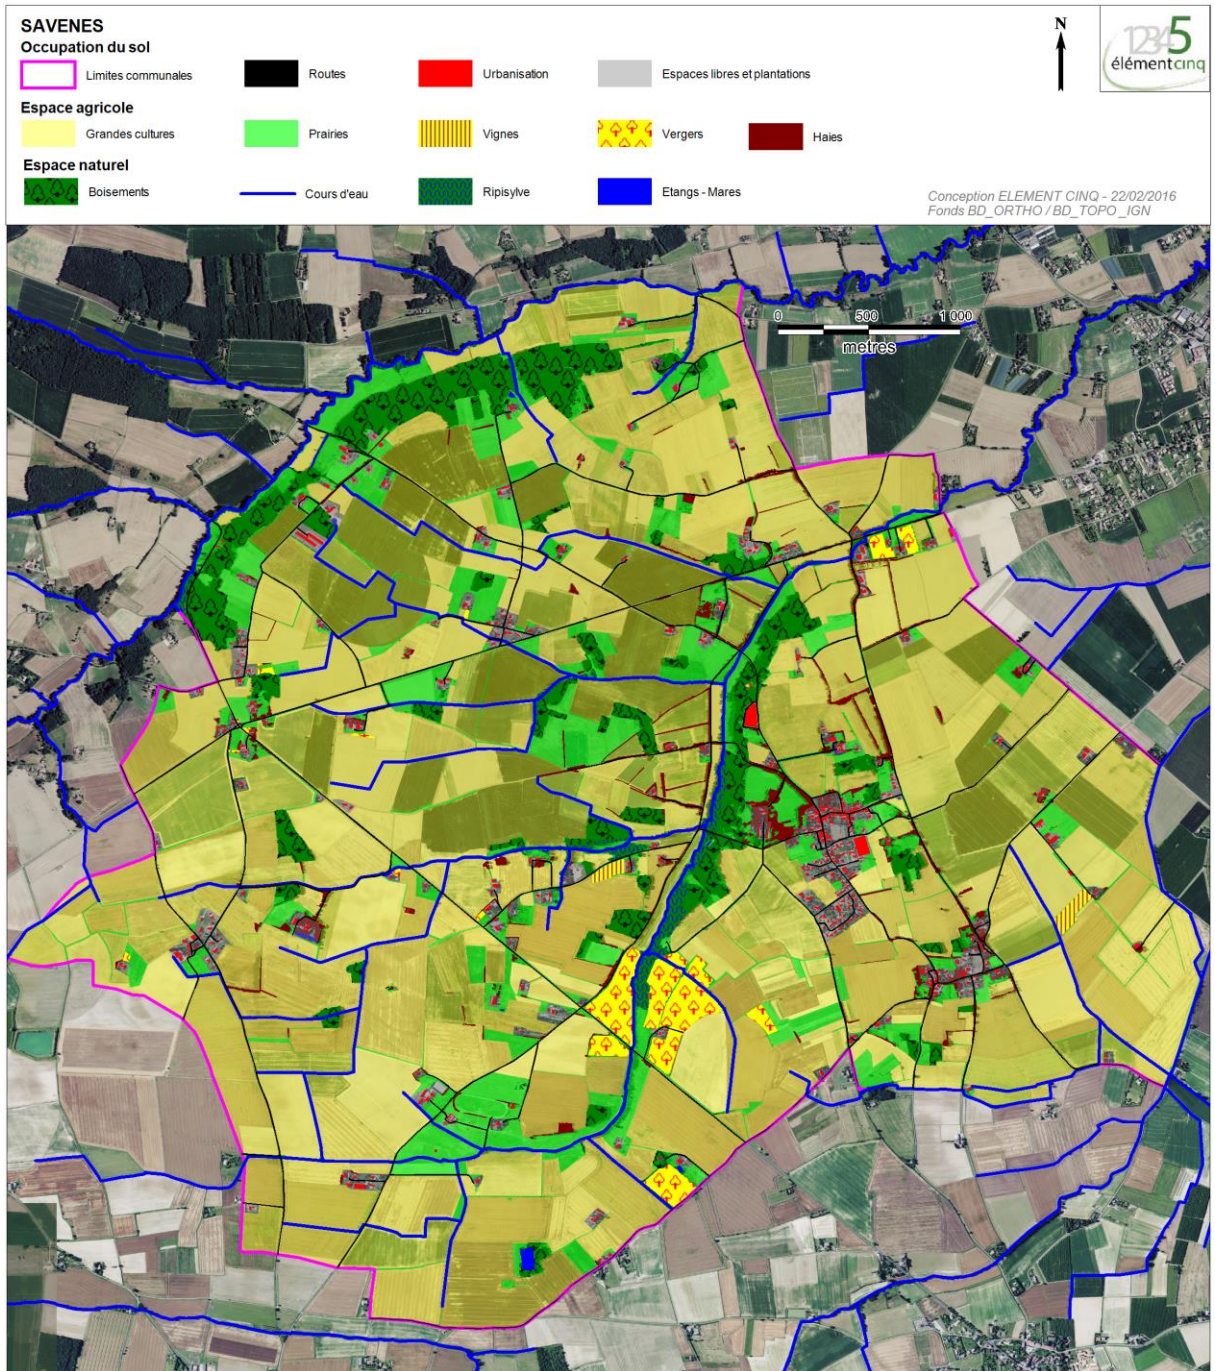 SAVENES
Occupation du sol
Limites communales
Routes
Urbanisation
Espaces libres et plantations
Espace agricole
Grandes cultures
Prairies
Vignes
Vergers
Haies
Espace naturel
Boisements
Cours d'eau
Ripisylve
Etangs - Mares
N
12345
élémentcinq
Conception ELEMENT CINQ - 22/02/2016
Fonds BD_ORTHO / BD_TOPO_IGN
0 500 1 000
metres